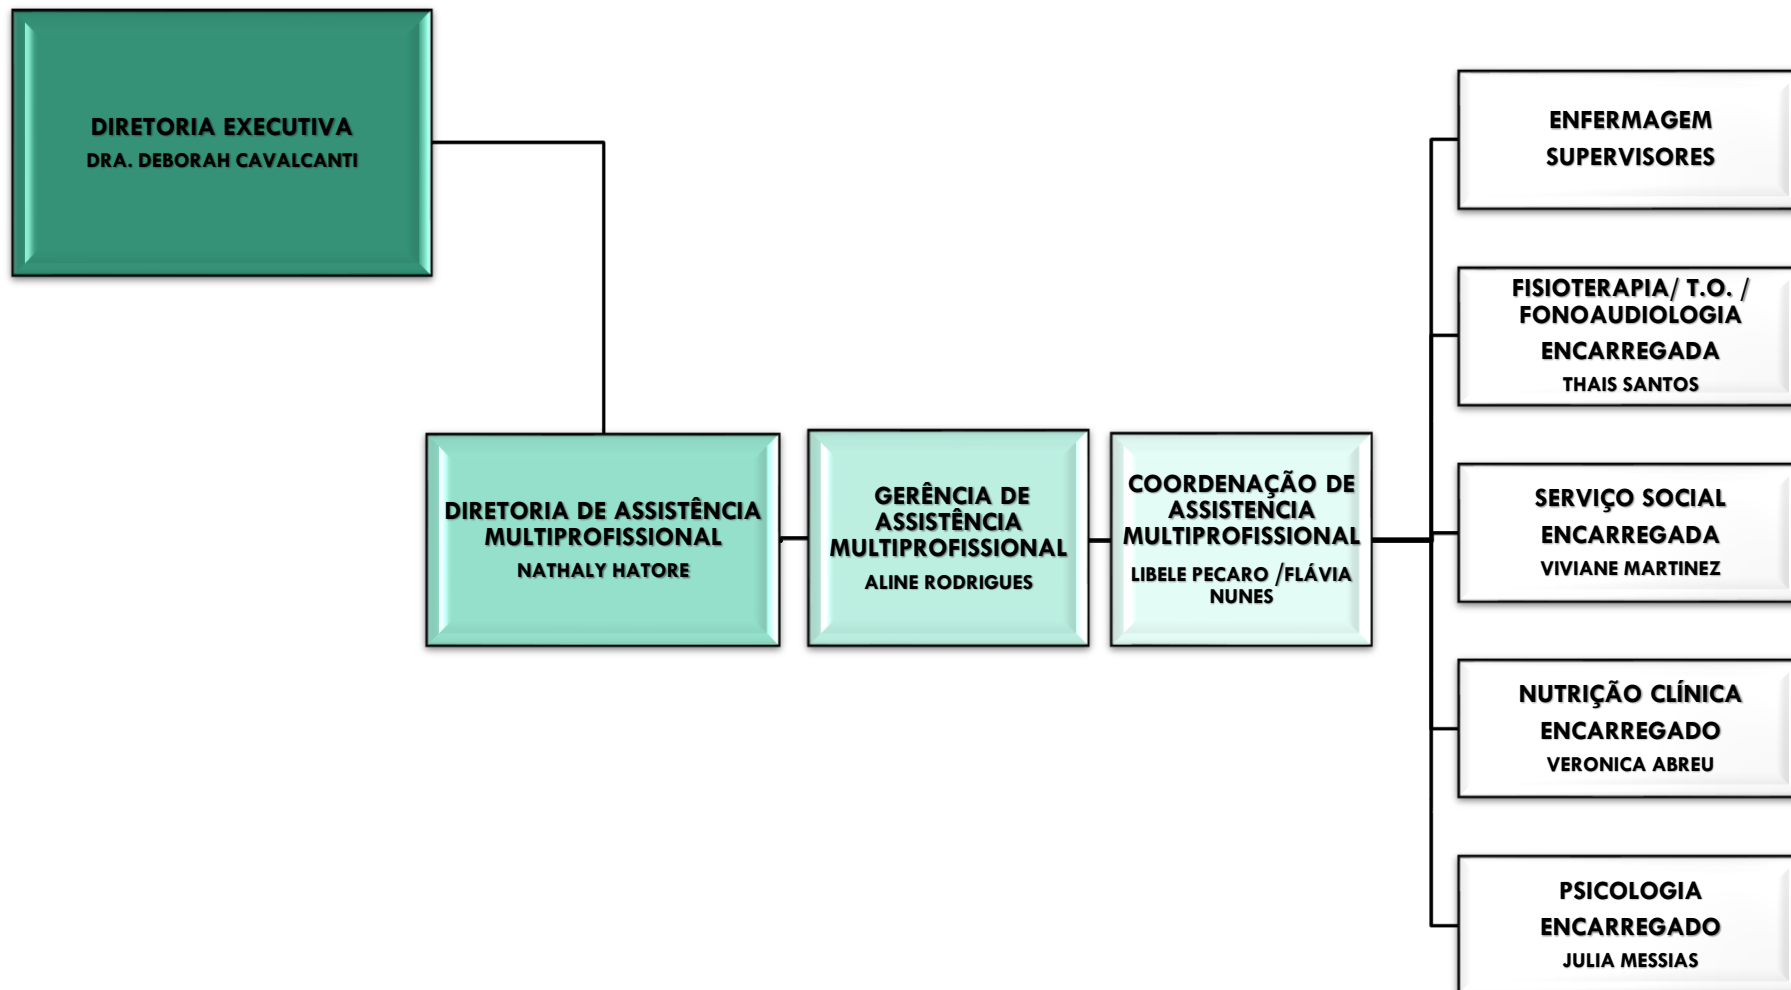 DIRETORIA EXECUTIVA
DRA. DEBORAH CAVALCANTI
DIRETORIA DE ASSISTÊNCIA
MULTIPROFISSIONAL
NATHALY HATORE
GERÊNCIA DE
ASSISTÊNCIA
MULTIPROFISSIONAL
ALINE RODRIGUES
COORDENAÇÃO DE
ASSISTENCIA
MULTIPROFISSIONAL
LIBELE PECARO /FLÁVIA
NUNES
ENFERMAGEM
SUPERVISORES
FISIOTERAPIA/ T.O. /
FONOAUDIOLOGIA
ENCARREGADA
THAIS SANTOS
SERVIÇO SOCIAL
ENCARREGADA
VIVIANE MARTINEZ
NUTRIÇÃO CLÍNICA
ENCARREGADO
VERONICA ABREU
PSICOLOGIA
ENCARREGADO
JULIA MESSIAS